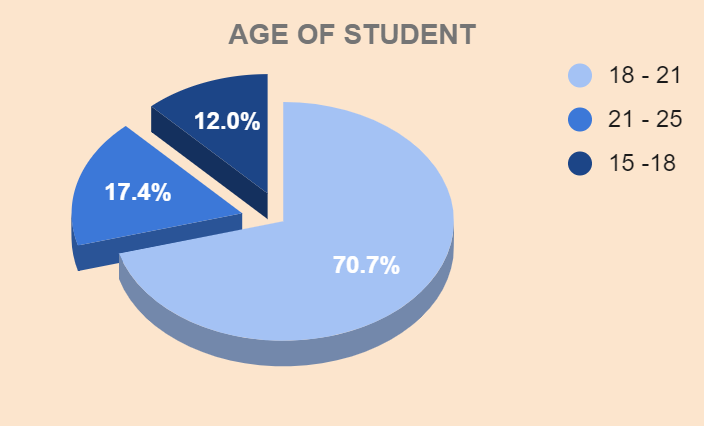 AGE OF STUDENT
18 - 21
21 - 25
15 -18
12.0%
17.4%
70.7%